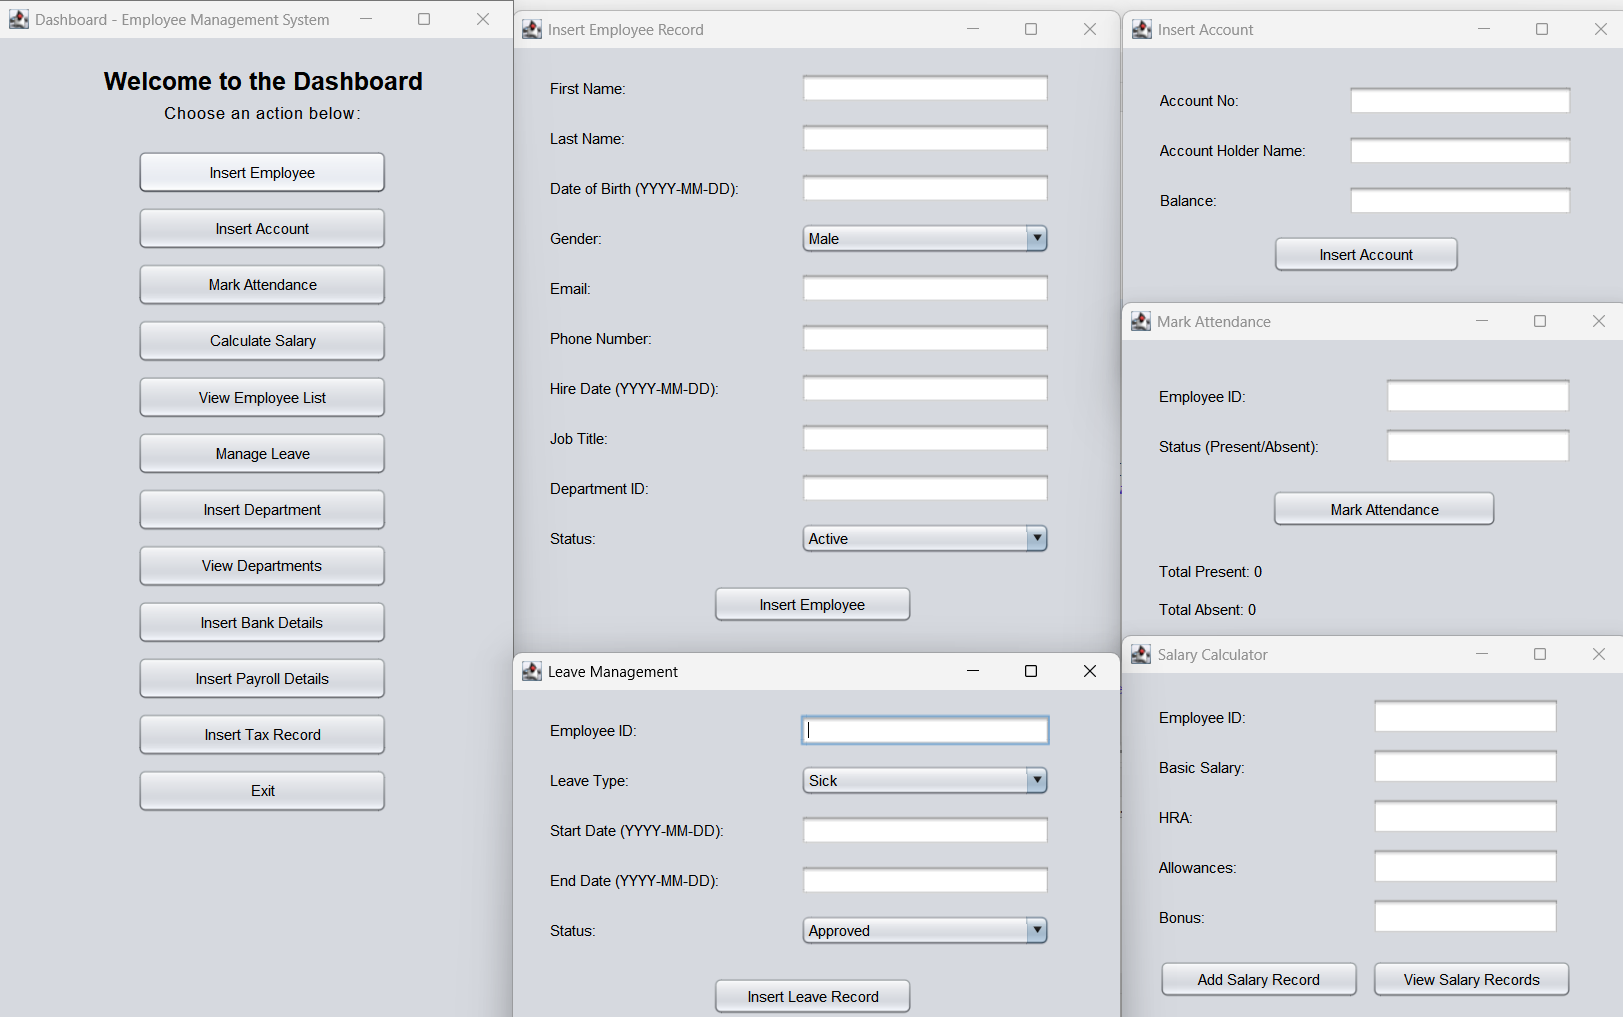 Dashboard - Employee Management System
Welcome to the Dashboard
Choose an action below:
Insert Employee
Insert Account
Mark Attendance
Calculate Salary
View Employee List
Manage Leave
Insert Department
View Departments
Insert Bank Details
Insert Payroll Details
Insert Tax Record
Exit
Insert Employee Record
First Name:
Last Name:
Date of Birth (YYYY-MM-DD):
Gender: Male
Email:
Phone Number:
Hire Date (YYYY-MM-DD):
Job Title:
Department ID:
Status: Active
Insert Employee
Leave Management
Employee ID:
Leave Type: Sick
Start Date (YYYY-MM-DD):
End Date (YYYY-MM-DD):
Status: Approved
Insert Leave Record
Insert Account
Account No:
Account Holder Name:
Balance:
Insert Account
Mark Attendance
Employee ID:
Status (Present/Absent):
Mark Attendance
Total Present: 0
Total Absent: 0
Salary Calculator
Employee ID:
Basic Salary:
HRA:
Allowances:
Bonus:
Add Salary Record View Salary Records